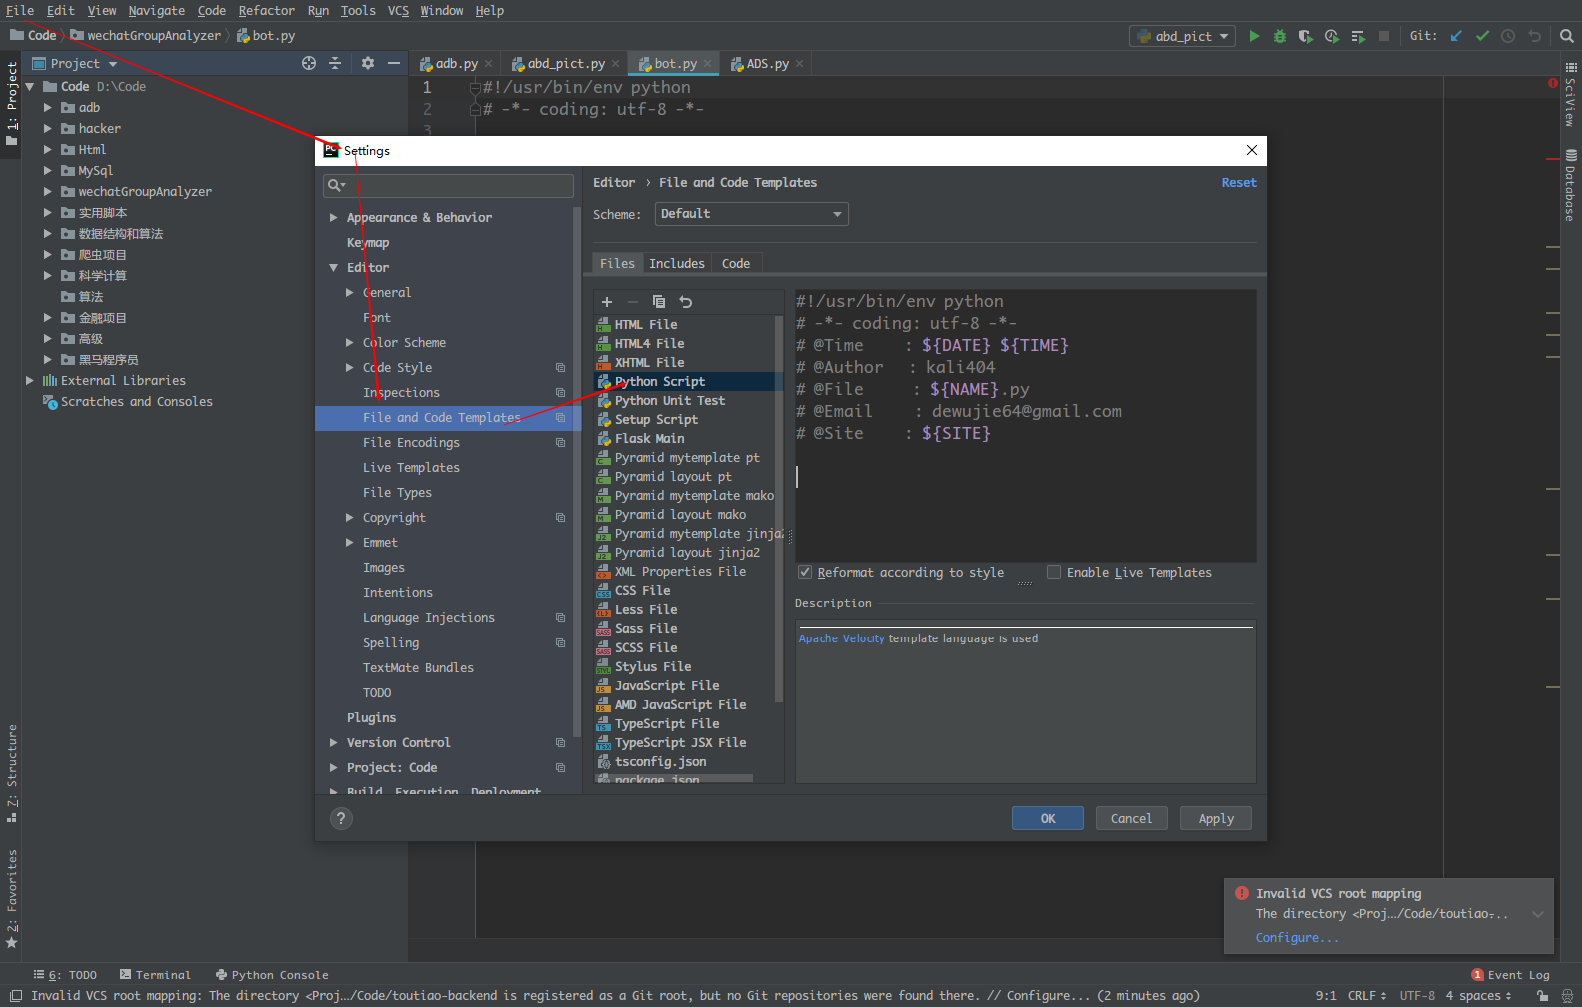 File Edit View Navigate Code Refactor Run Tools VCS Window Help
Code wechatGroupAnalyzer bot.py abd_pict Git:
Project adb.py abd_pict.py bot.py ADS.py
1: Project
Code D:\Code
adb
hacker
Html
MySql
wechatGroupAnalyzer
实用脚本
数据结构和算法
爬虫项目
科学计算
算法
金融项目
高级
黑马程序员
External Libraries
Scratches and Consoles
Z: Structure
2: Favorites
1 #!/usr/bin/env python
2 # -*- coding: utf-8 -*-
3
SciView
Database
PC Settings
Appearance & Behavior
Keymap
Editor
General
Font
Color Scheme
Code Style
Inspections
File and Code Templates
File Encodings
Live Templates
File Types
Copyright
Emmet
Images
Intentions
Language Injections
Spelling
TextMate Bundles
TODO
Plugins
Version Control
Project: Code
Build, Execution, Deployment
Editor › File and Code Templates Reset
Scheme: Default
Files Includes Code
HTML File
HTML4 File
XHTML File
Python Script
Python Unit Test
Setup Script
Flask Main
Pyramid mytemplate pt
Pyramid layout pt
Pyramid mytemplate mako
Pyramid layout mako
Pyramid mytemplate jinja2
Pyramid layout jinja2
XML Properties File
CSS File
Less File
Sass File
SCSS File
Stylus File
JavaScript File
AMD JavaScript File
TypeScript File
TypeScript JSX File
tsconfig.json
package.json
#!/usr/bin/env python
# -*- coding: utf-8 -*-
# @Time : ${DATE} ${TIME}
# @Author : kali404
# @File : ${NAME}.py
# @Email : dewujie64@gmail.com
# @Site : ${SITE}
Reformat according to style Enable Live Templates
Description
Apache Velocity template language is used
? OK Cancel Apply
Invalid VCS root mapping
The directory <Proj.../Code/toutiao-..
Configure...
6: TODO Terminal Python Console 1 Event Log
Invalid VCS root mapping: The directory <Proj.../Code/toutiao-backend is registered as a Git root, but no Git repositories were found there. // Configure... (2 minutes ago) 9:1 CRLF UTF-8 4 spaces